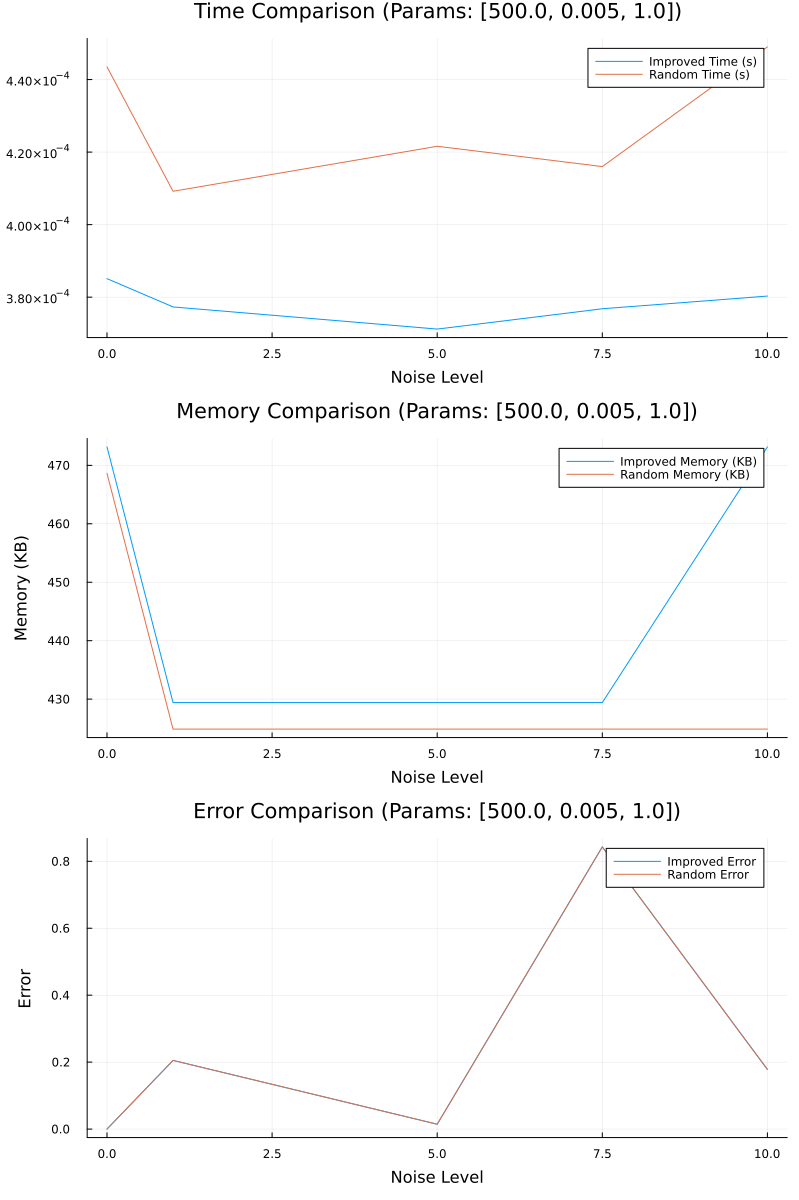 Time Comparison (Params: [500.0, 0.005, 1.0])
Improved Time (s)
Random Time (s)
4.40×10⁻⁴
4.20×10⁻⁴
4.00×10⁻⁴
3.80×10⁻⁴
0.0 2.5 5.0 7.5 10.0
Noise Level
Memory Comparison (Params: [500.0, 0.005, 1.0])
Improved Memory (KB)
Random Memory (KB)
Memory (KB)
470
460
450
440
430
0.0 2.5 5.0 7.5 10.0
Noise Level
Error Comparison (Params: [500.0, 0.005, 1.0])
Improved Error
Random Error
Error
0.8
0.6
0.4
0.2
0.0
0.0 2.5 5.0 7.5 10.0
Noise Level